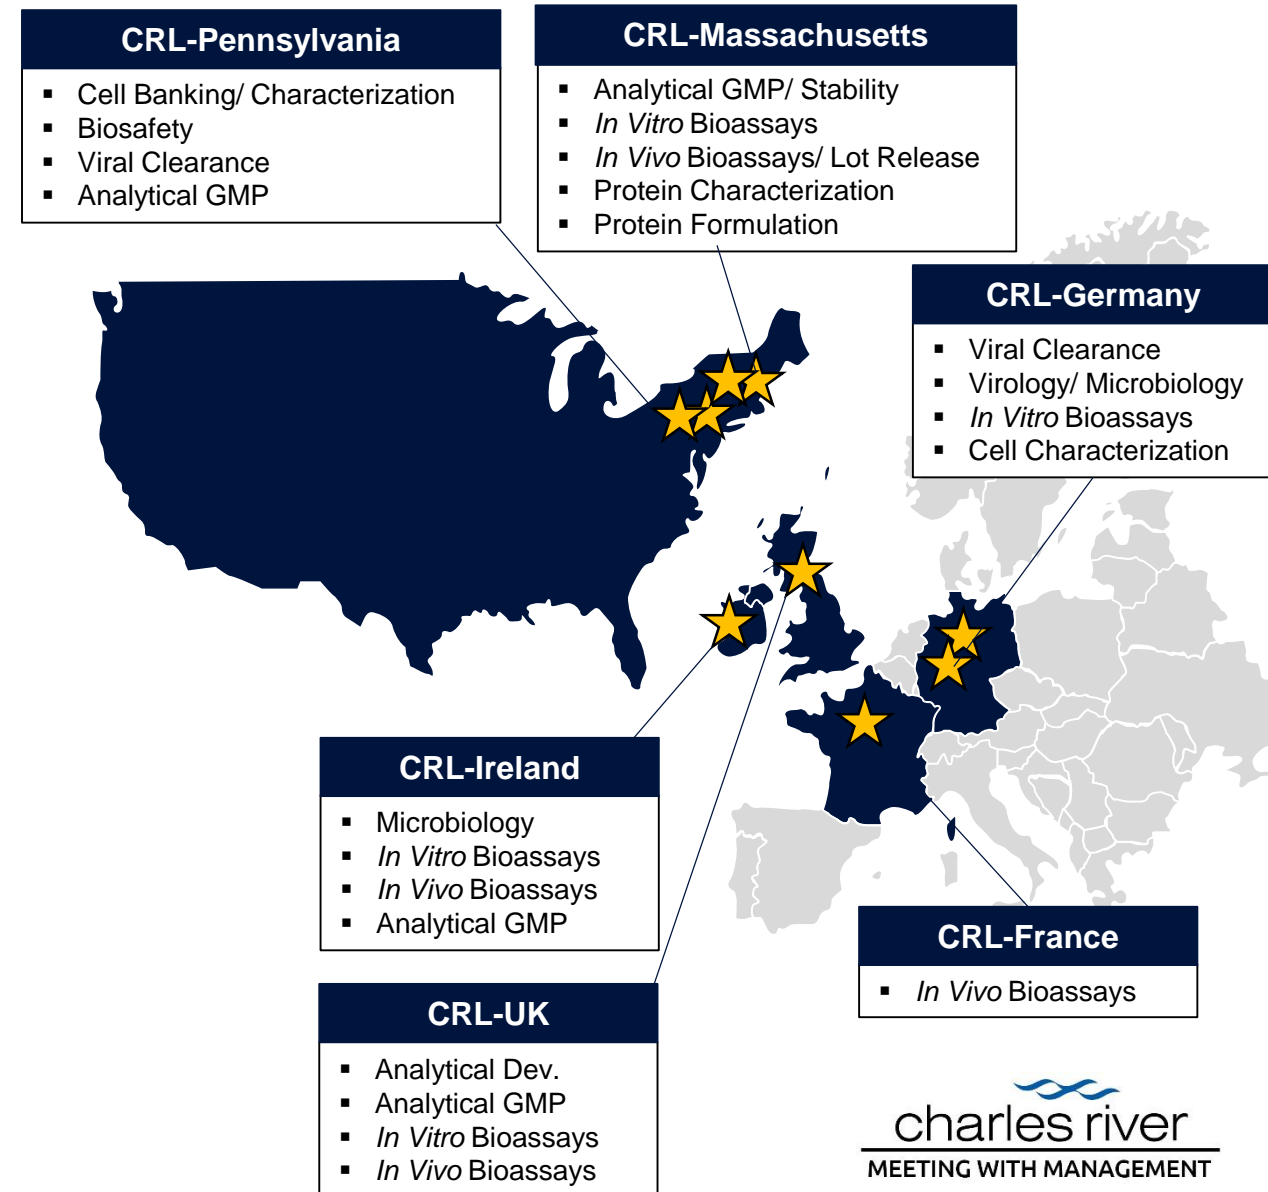 CRL-Pennsylvania
▪ Cell Banking/ Characterization
▪ Biosafety
▪ Viral Clearance
▪ Analytical GMP
CRL-Massachusetts
▪ Analytical GMP/ Stability
▪ In Vitro Bioassays
▪ In Vivo Bioassays/ Lot Release
▪ Protein Characterization
▪ Protein Formulation
CRL-Germany
▪ Viral Clearance
▪ Virology/ Microbiology
▪ In Vitro Bioassays
▪ Cell Characterization
CRL-Ireland
▪ Microbiology
▪ In Vitro Bioassays
▪ In Vivo Bioassays
▪ Analytical GMP
CRL-France
▪ In Vivo Bioassays
CRL-UK
▪ Analytical Dev.
▪ Analytical GMP
▪ In Vitro Bioassays
▪ In Vivo Bioassays
charles river
MEETING WITH MANAGEMENT